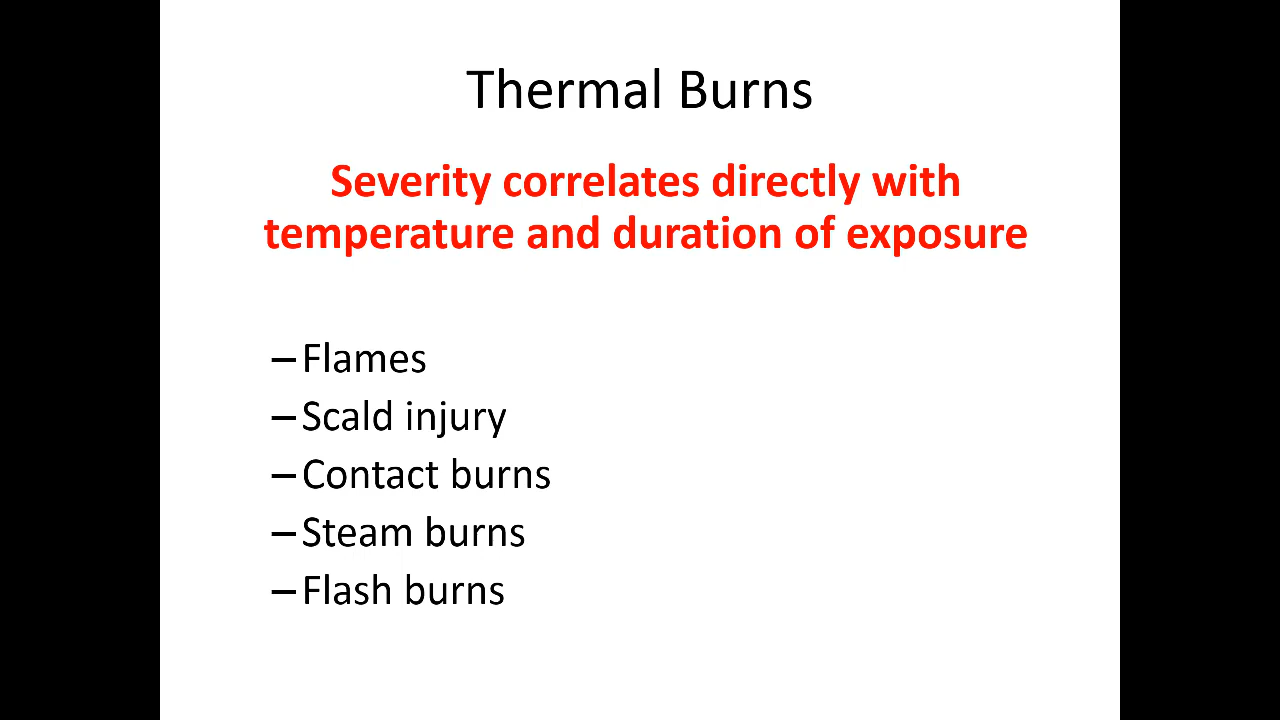 Thermal Burns
Severity correlates directly with
temperature and duration of exposure
– Flames
– Scald injury
– Contact burns
– Steam burns
– Flash burns